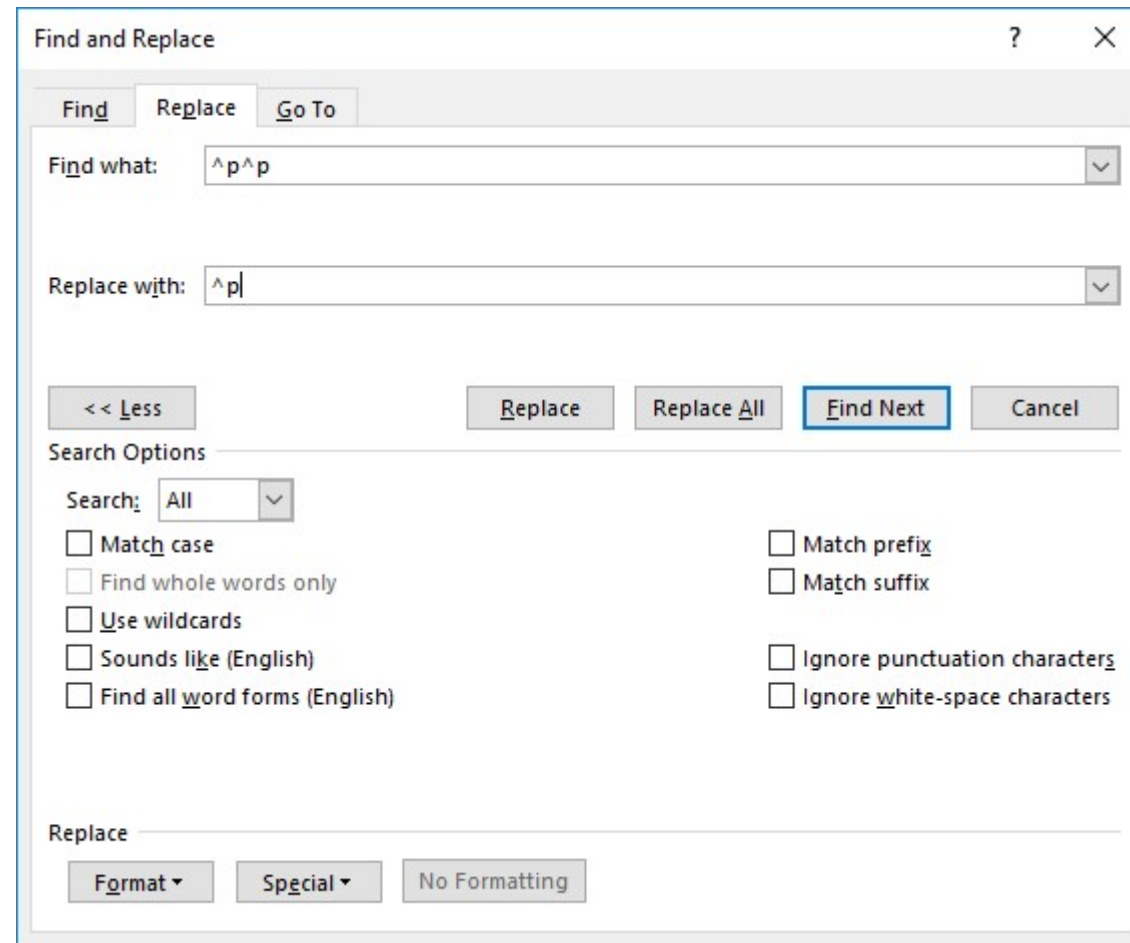 Find and Replace ?
Find Replace Go To
Find what: ^p^p
Replace with: ^p
<< Less Replace Replace All Find Next Cancel
Search Options
Search: All
Match case Match prefix
Find whole words only Match suffix
Use wildcards
Sounds like (English) Ignore punctuation characters
Find all word forms (English) Ignore white-space characters
Replace
Format Special No Formatting